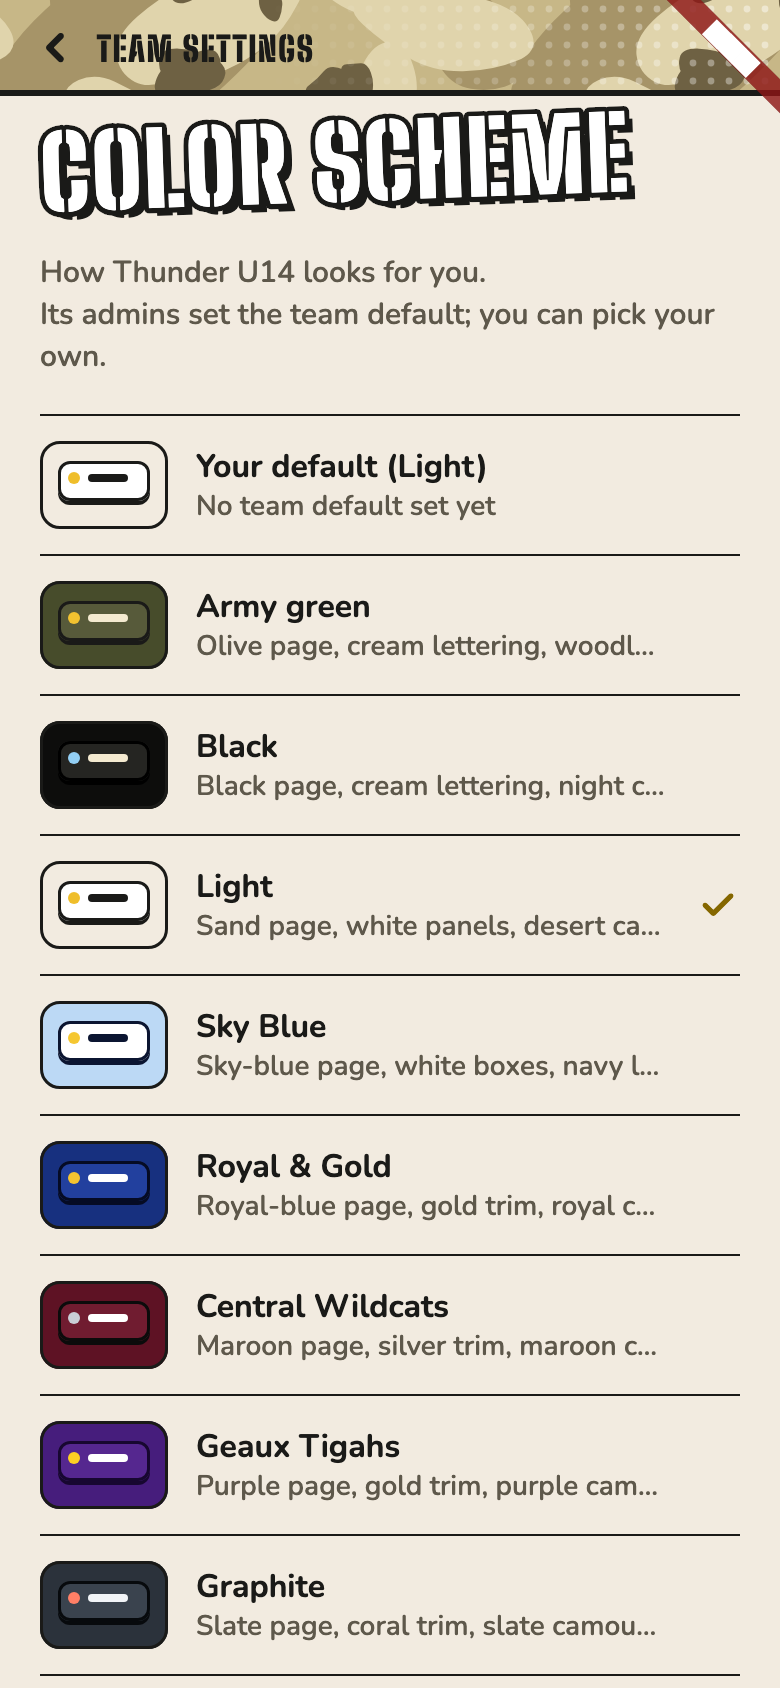 TEAM SETTINGS
COLOR SCHEME
How Thunder U14 looks for you.
Its admins set the team default; you can pick your
own.
Your default (Light)
No team default set yet
Army green
Olive page, cream lettering, woodl...
Black
Black page, cream lettering, night c...
Light
Sand page, white panels, desert ca...
Sky Blue
Sky-blue page, white boxes, navy l...
Royal & Gold
Royal-blue page, gold trim, royal c...
Central Wildcats
Maroon page, silver trim, maroon c...
Geaux Tigahs
Purple page, gold trim, purple cam...
Graphite
Slate page, coral trim, slate camou...